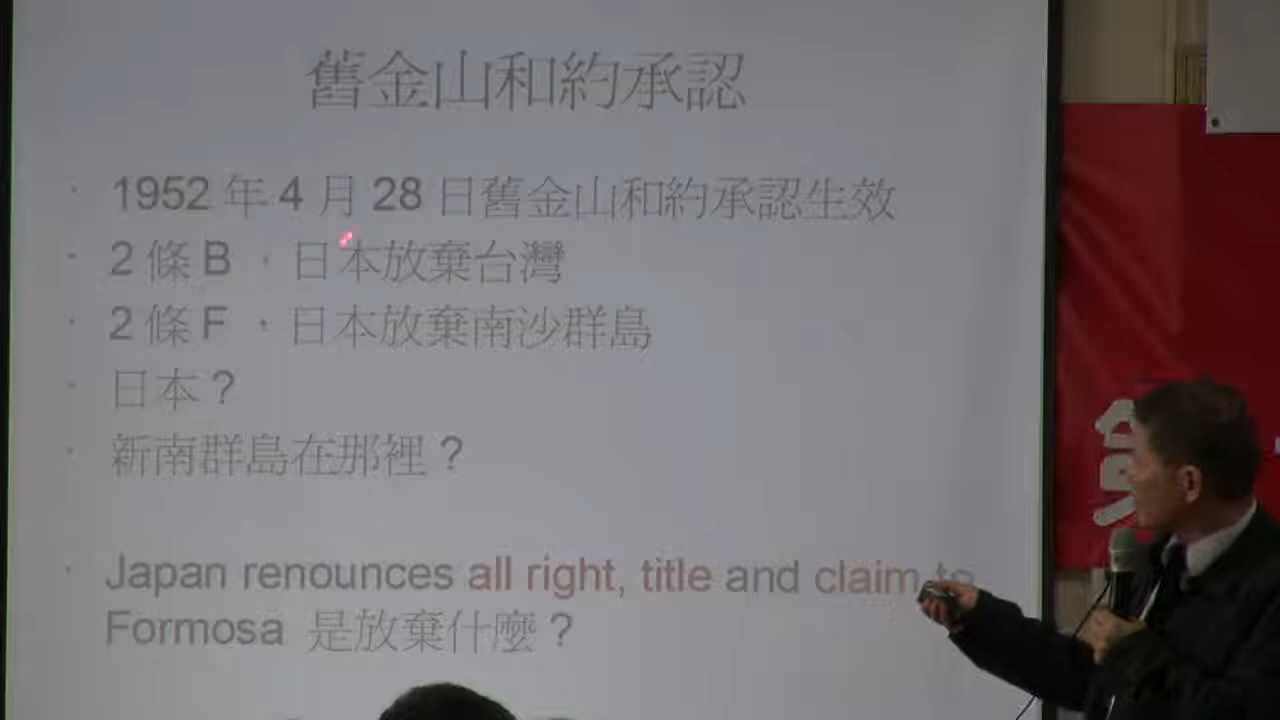 舊金山和約承認
1952 年 4 月 28 日舊金山和約承認生效
2 條 B ，日本放棄台灣
2 條 F ，日本放棄南沙群島
日本？
新南群島在那裡？
Japan renounces all right, title and claim to
Formosa 是放棄什麼？